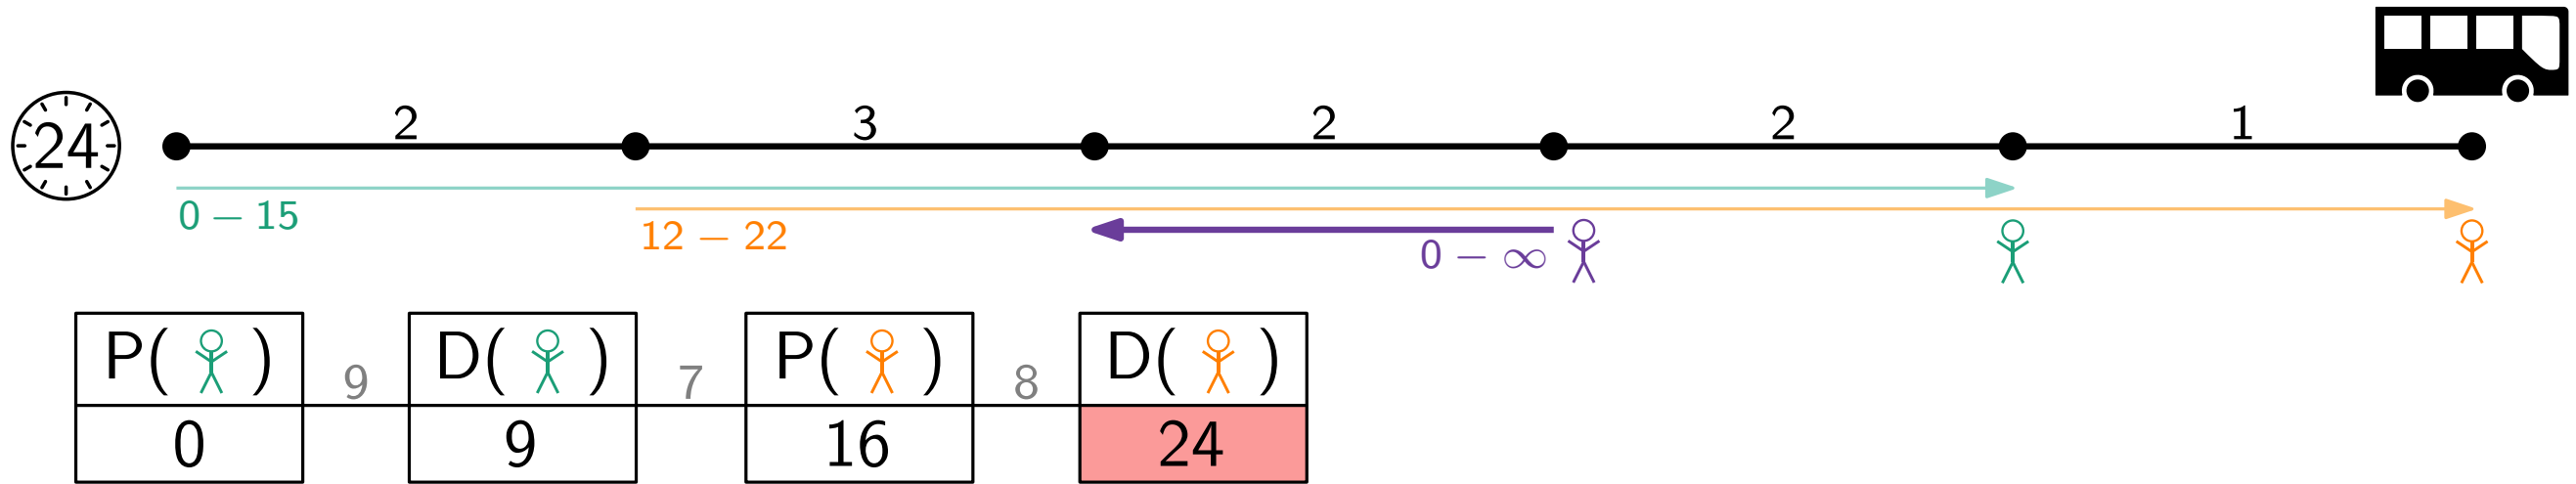 24
2 3 2 2 1
0 – 15
12 – 22
0 – ∞
P( ) 9 D( ) 7 P( ) 8 D( )
0 9 16 24